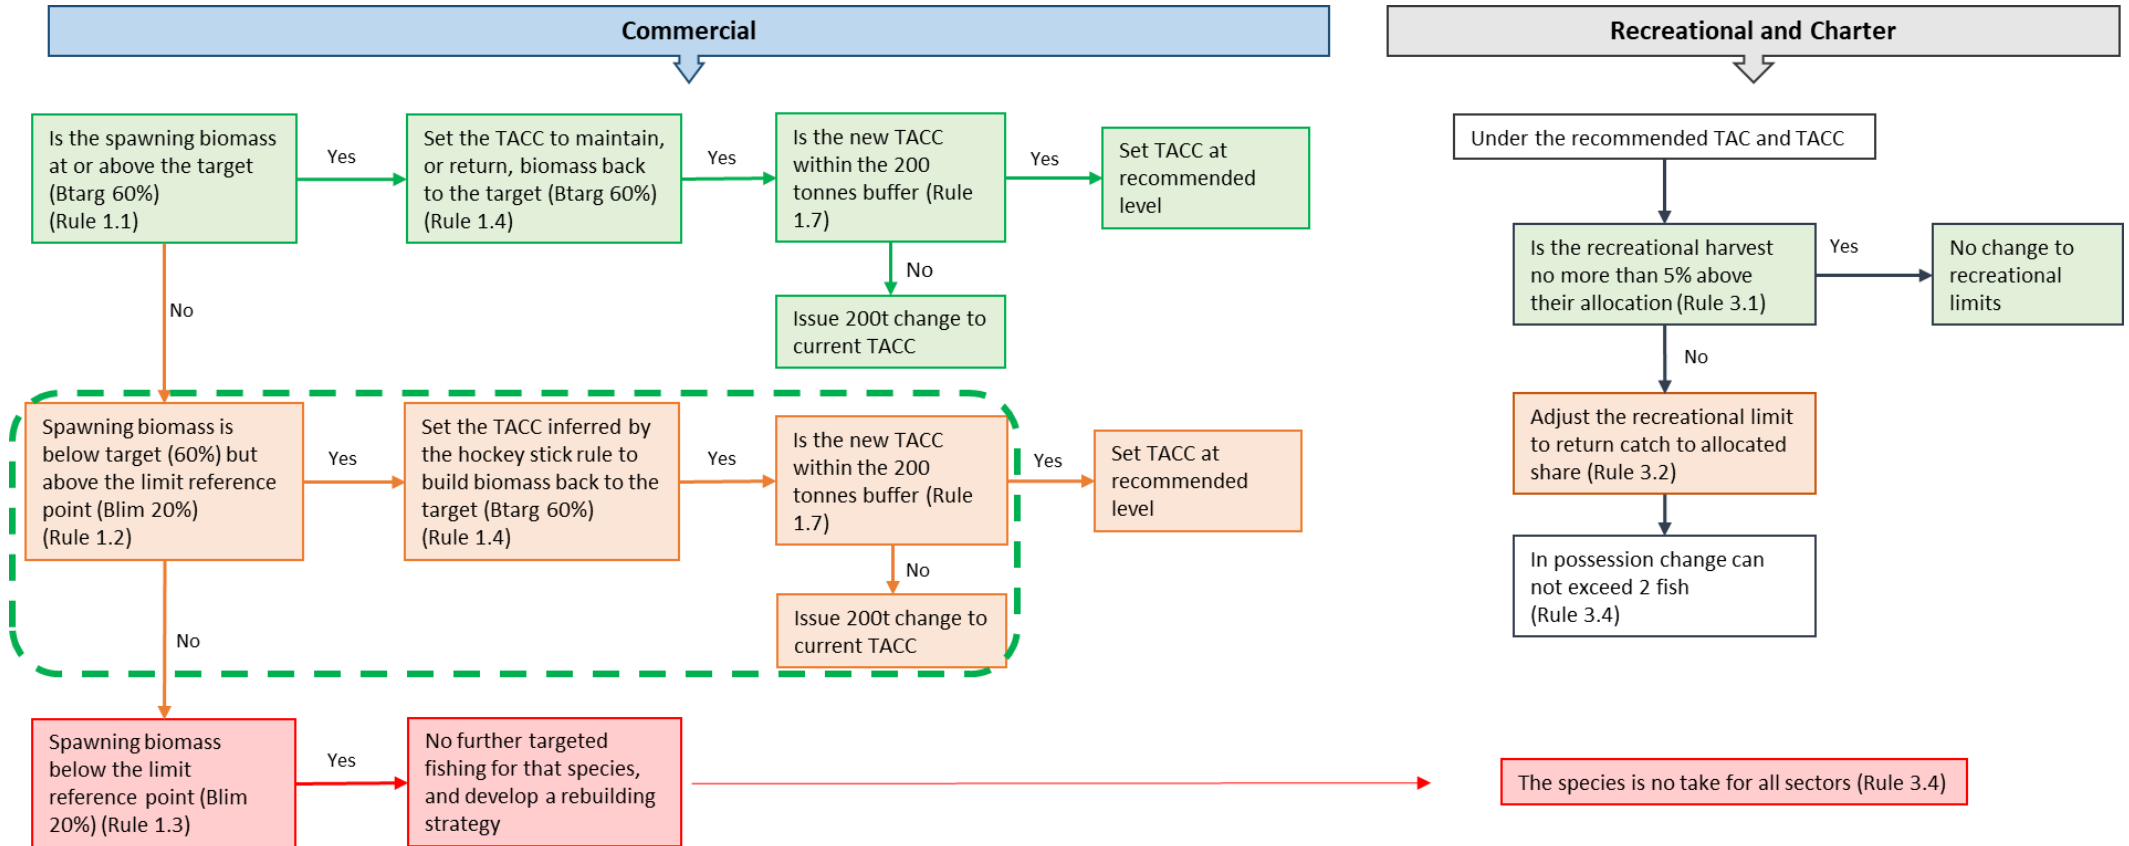 Commercial
Is the spawning biomass
at or above the target
(Btarg 60%)
(Rule 1.1)
Yes
Set the TACC to maintain,
or return, biomass back
to the target (Btarg 60%)
(Rule 1.4)
Yes
Is the new TACC
within the 200
tonnes buffer (Rule
1.7)
Yes
Set TACC at
recommended
level
No
Issue 200t change to
current TACC
No
Spawning biomass is
below target (60%) but
above the limit reference
point (Blim 20%)
(Rule 1.2)
Yes
Set the TACC inferred by
the hockey stick rule to
build biomass back to the
target (Btarg 60%)
(Rule 1.4)
Yes
Is the new TACC
within the 200
tonnes buffer (Rule
1.7)
Yes
Set TACC at
recommended
level
No
Issue 200t change to
current TACC
No
Spawning biomass
below the limit
reference point (Blim
20%) (Rule 1.3)
Yes
No further targeted
fishing for that species,
and develop a rebuilding
strategy
Recreational and Charter
Under the recommended TAC and TACC
Is the recreational harvest
no more than 5% above
their allocation (Rule 3.1)
Yes
No change to
recreational
limits
No
Adjust the recreational limit
to return catch to allocated
share (Rule 3.2)
In possession change can
not exceed 2 fish
(Rule 3.4)
The species is no take for all sectors (Rule 3.4)